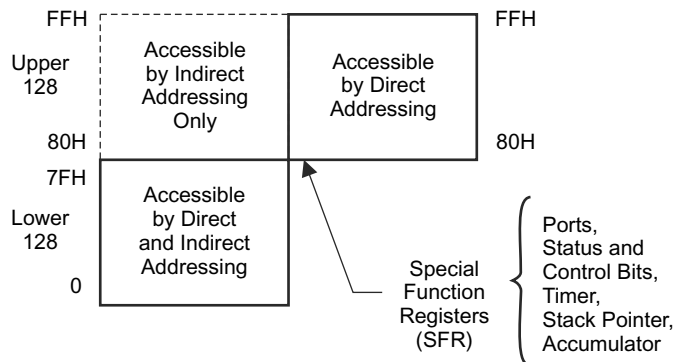 FFH
Upper
128
80H
Accessible
by Indirect
Addressing
Only
Accessible
by Direct
Addressing
FFH
80H
7FH
Lower
128
0
Accessible
by Direct
and Indirect
Addressing
Special
Function
Registers
(SFR)
Ports,
Status and
Control Bits,
Timer,
Stack Pointer,
Accumulator